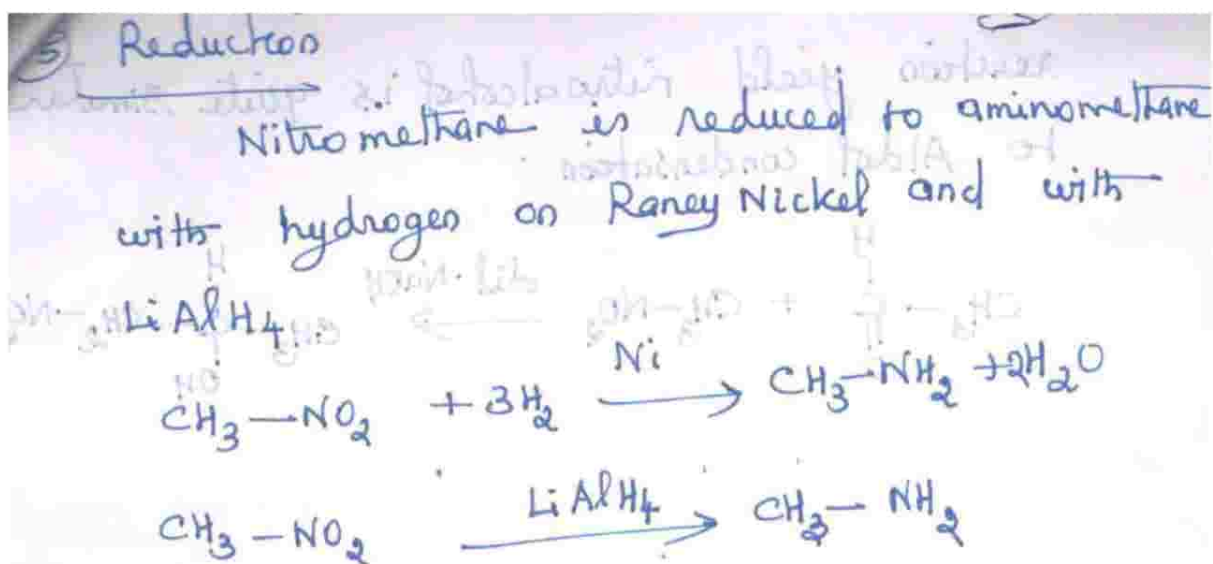 5 Reduction
Nitromethane is reduced to aminomethane
with hydrogen on Raney Nickel and with
LiAlH4.
CH3-NO2 + 3H2 Ni → CH3-NH2 + 2H2O
CH3-NO2 LiAlH4 → CH3-NH2